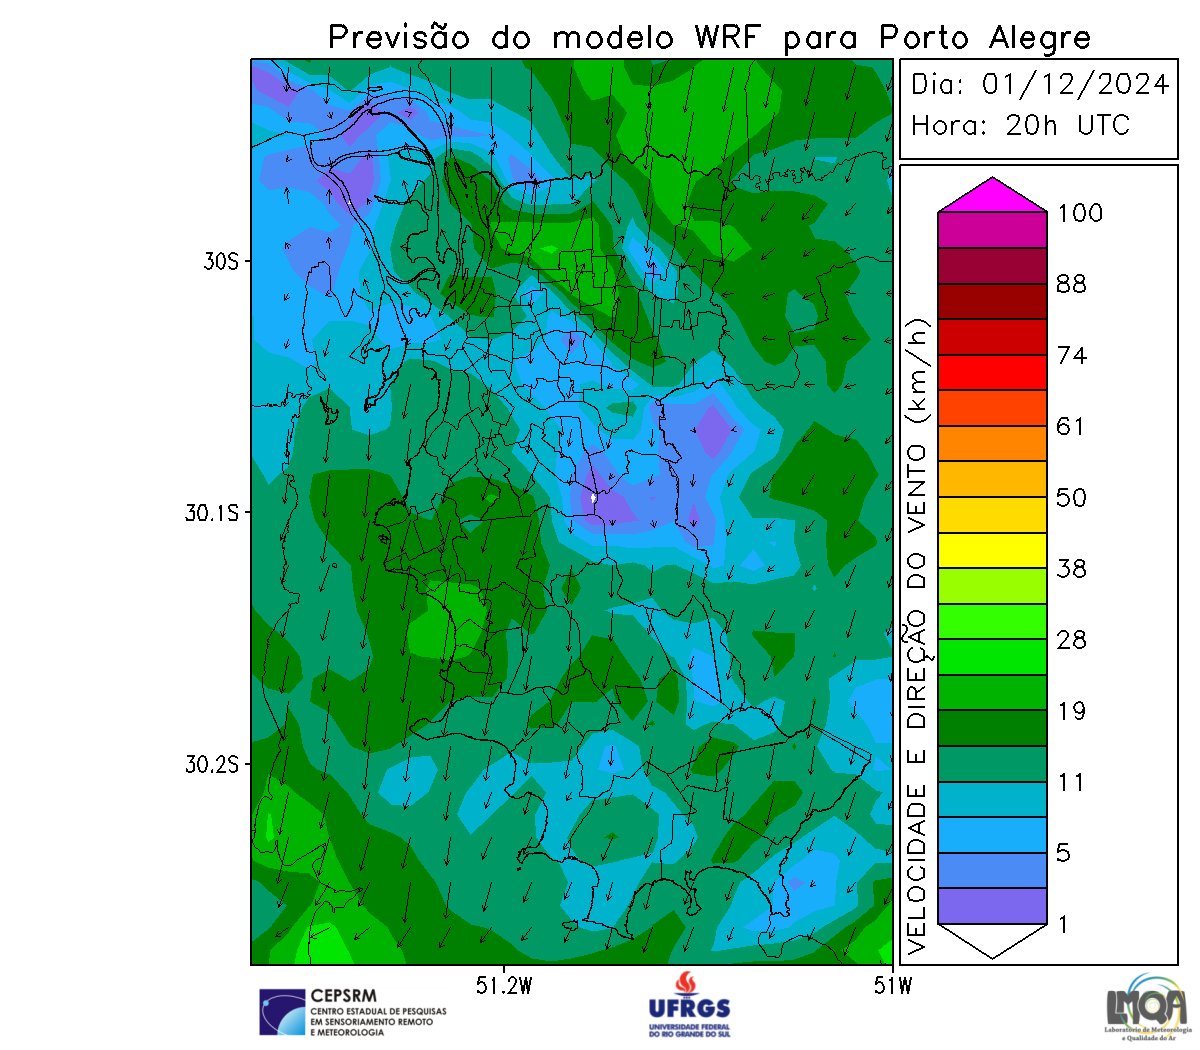 Previsão do modelo WRF para Porto Alegre
Dia: 01/12/2024
Hora: 20h UTC
30S
30.1S
30.2S
51.2W
51W
VELOCIDADE E DIREÇÃO DO VENTO (km/h)
100
88
74
61
50
38
28
19
11
5
1
CEPSRM
CENTRO ESTADUAL DE PESQUISAS
EM SENSORIAMENTO REMOTO
E METEOROLOGIA
UFRGS
UNIVERSIDADE FEDERAL
DO RIO GRANDE DO SUL
LMQA
Laboratório de Meteorologia
e Qualidade do Ar